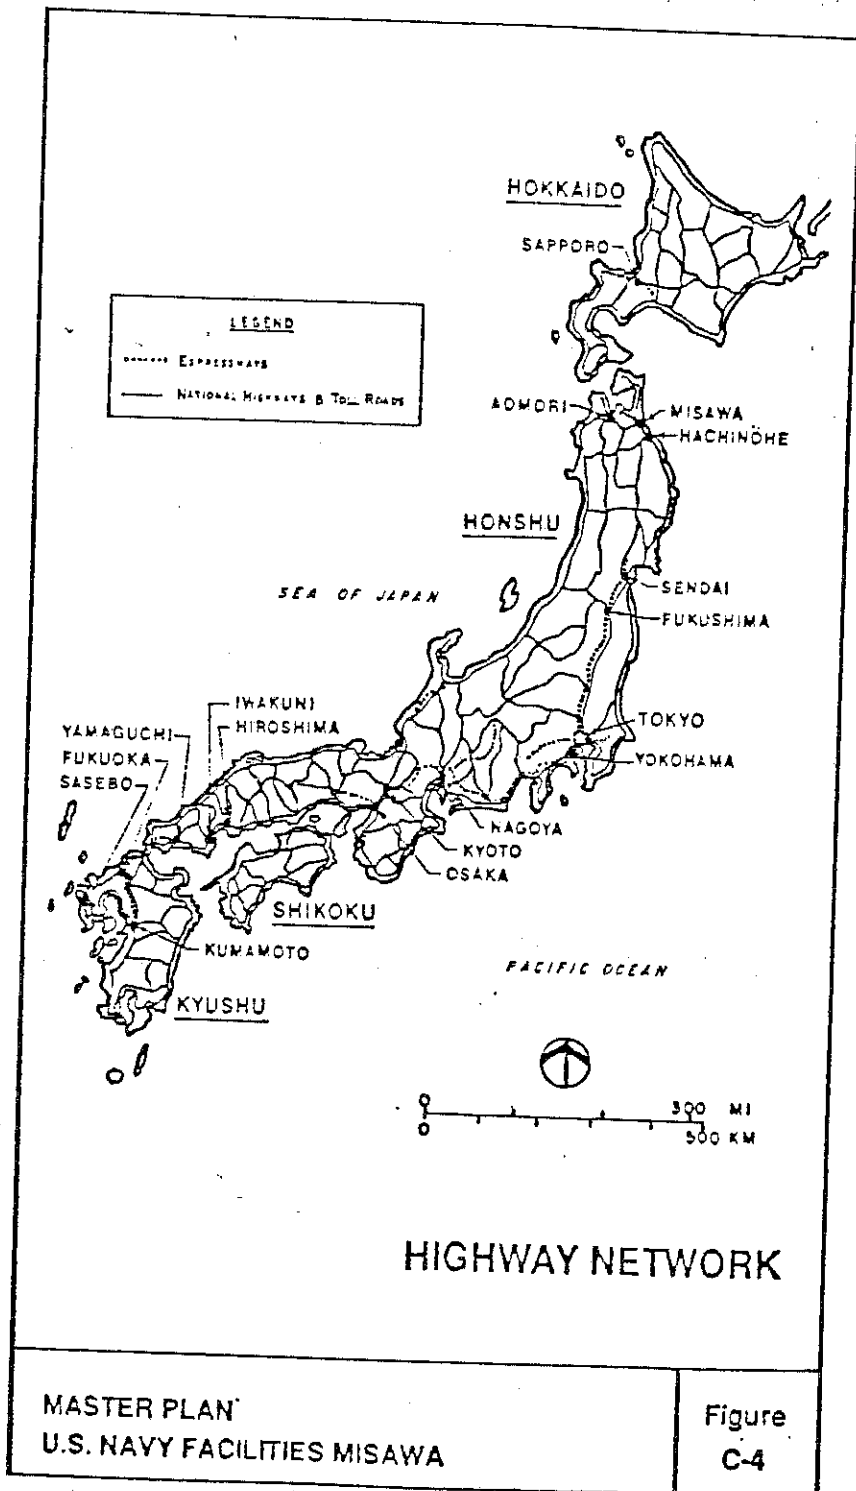 HOKKAIDO
SAPPORO
LEGEND
EXPRESSWAYS
NATIONAL HIGHWAYS & TOLL ROADS
AOMORI
MISAWA
HACHINOHE
HONSHU
SEA OF JAPAN
SENDAI
FUKUSHIMA
IWAKUNI
HIROSHIMA
YAMAGUCHI
FUKUOKA
SASEBO
TOKYO
YOKOHAMA
NAGOYA
KYOTO
OSAKA
SHIKOKU
KUMAMOTO
PACIFIC OCEAN
KYUSHU
0 300 MI
0 500 KM
HIGHWAY NETWORK
MASTER PLAN
U.S. NAVY FACILITIES MISAWA
Figure
C-4